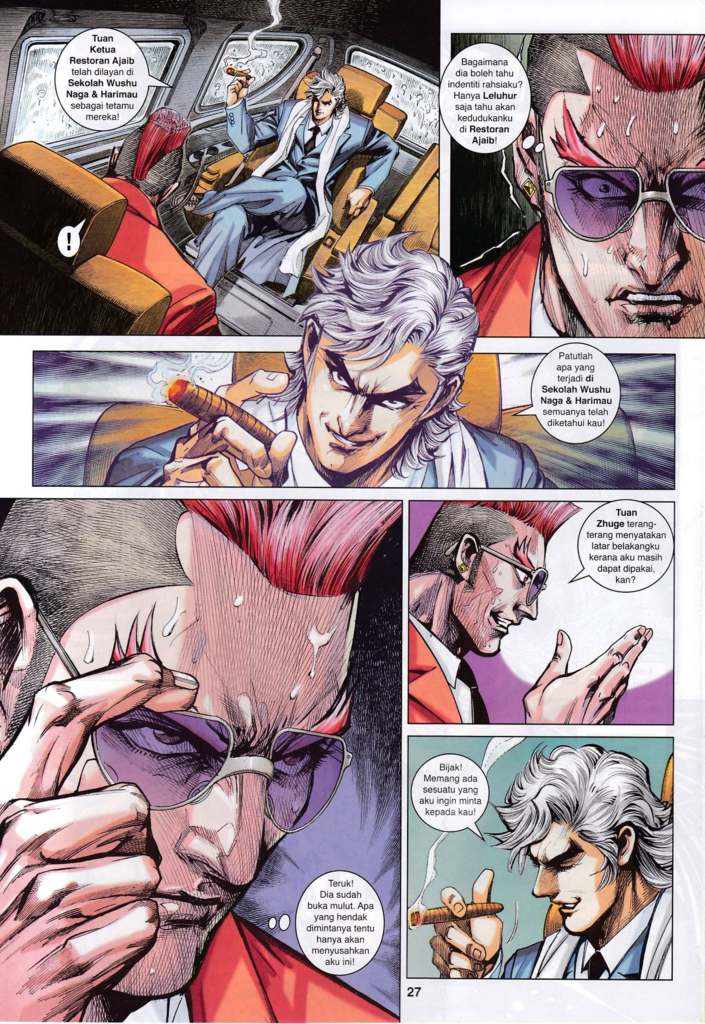 Tuan
Ketua
Restoran Ajaib
telah dilayan di
Sekolah Wushu
Naga & Harimau
sebagai tetamu
mereka!
!
Bagaimana
dia boleh tahu
indentiti rahsiaku?
Hanya Leluhur
saja tahu akan
kedudukanku
di Restoran
Ajaib!
Patutlah
apa yang
terjadi di
Sekolah Wushu
Naga & Harimau
semuanya telah
diketahui kau!
Tuan
Zhuge terang-
terang menyatakan
latar belakangku
kerana aku masih
dapat dipakai,
kan?
Teruk!
Dia sudah
buka mulut. Apa
yang hendak
dimintanya tentu
hanya akan
menyusahkan
aku ini!
Bijak!
Memang ada
sesuatu yang
aku ingin minta
kepada kau!
27